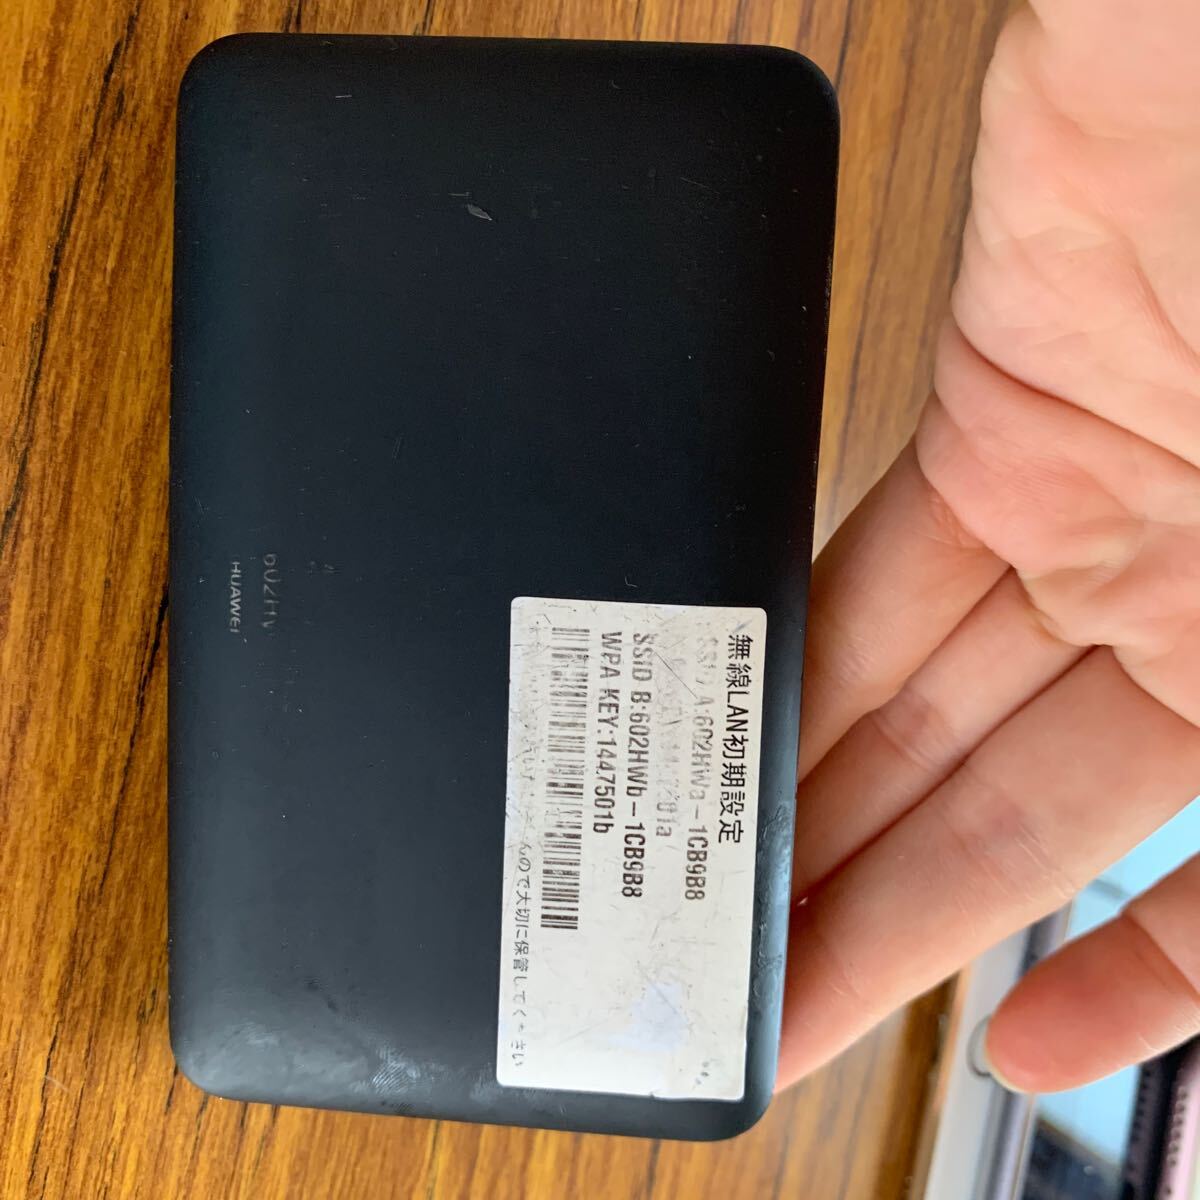 無線LAN初期設定
SSID A:602HWa-1CB9B8
SSID B:602HWb-1CB9B8
WPA KEY:1447501b
んので大切に保管してください
602HW
HUAWEI